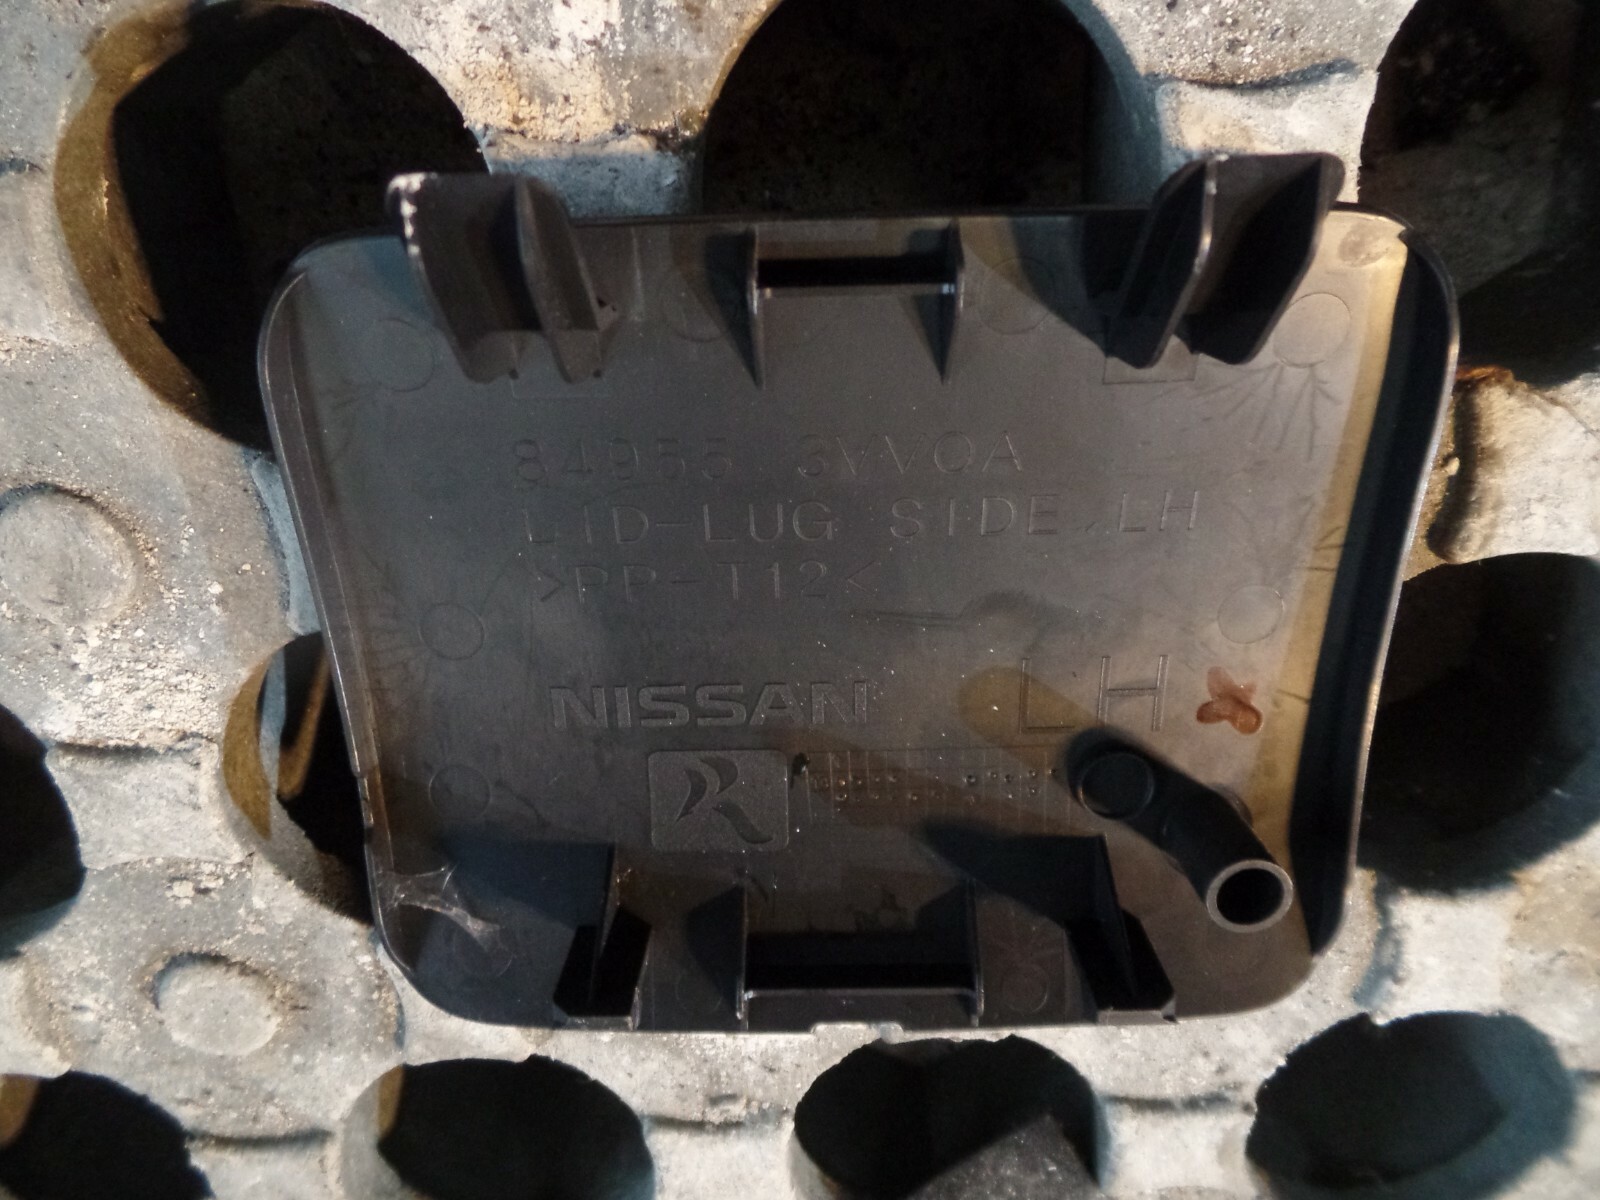 84955 3VV0A
LID-LUG SIDE LH
>PP-T12<
NISSAN LH
R